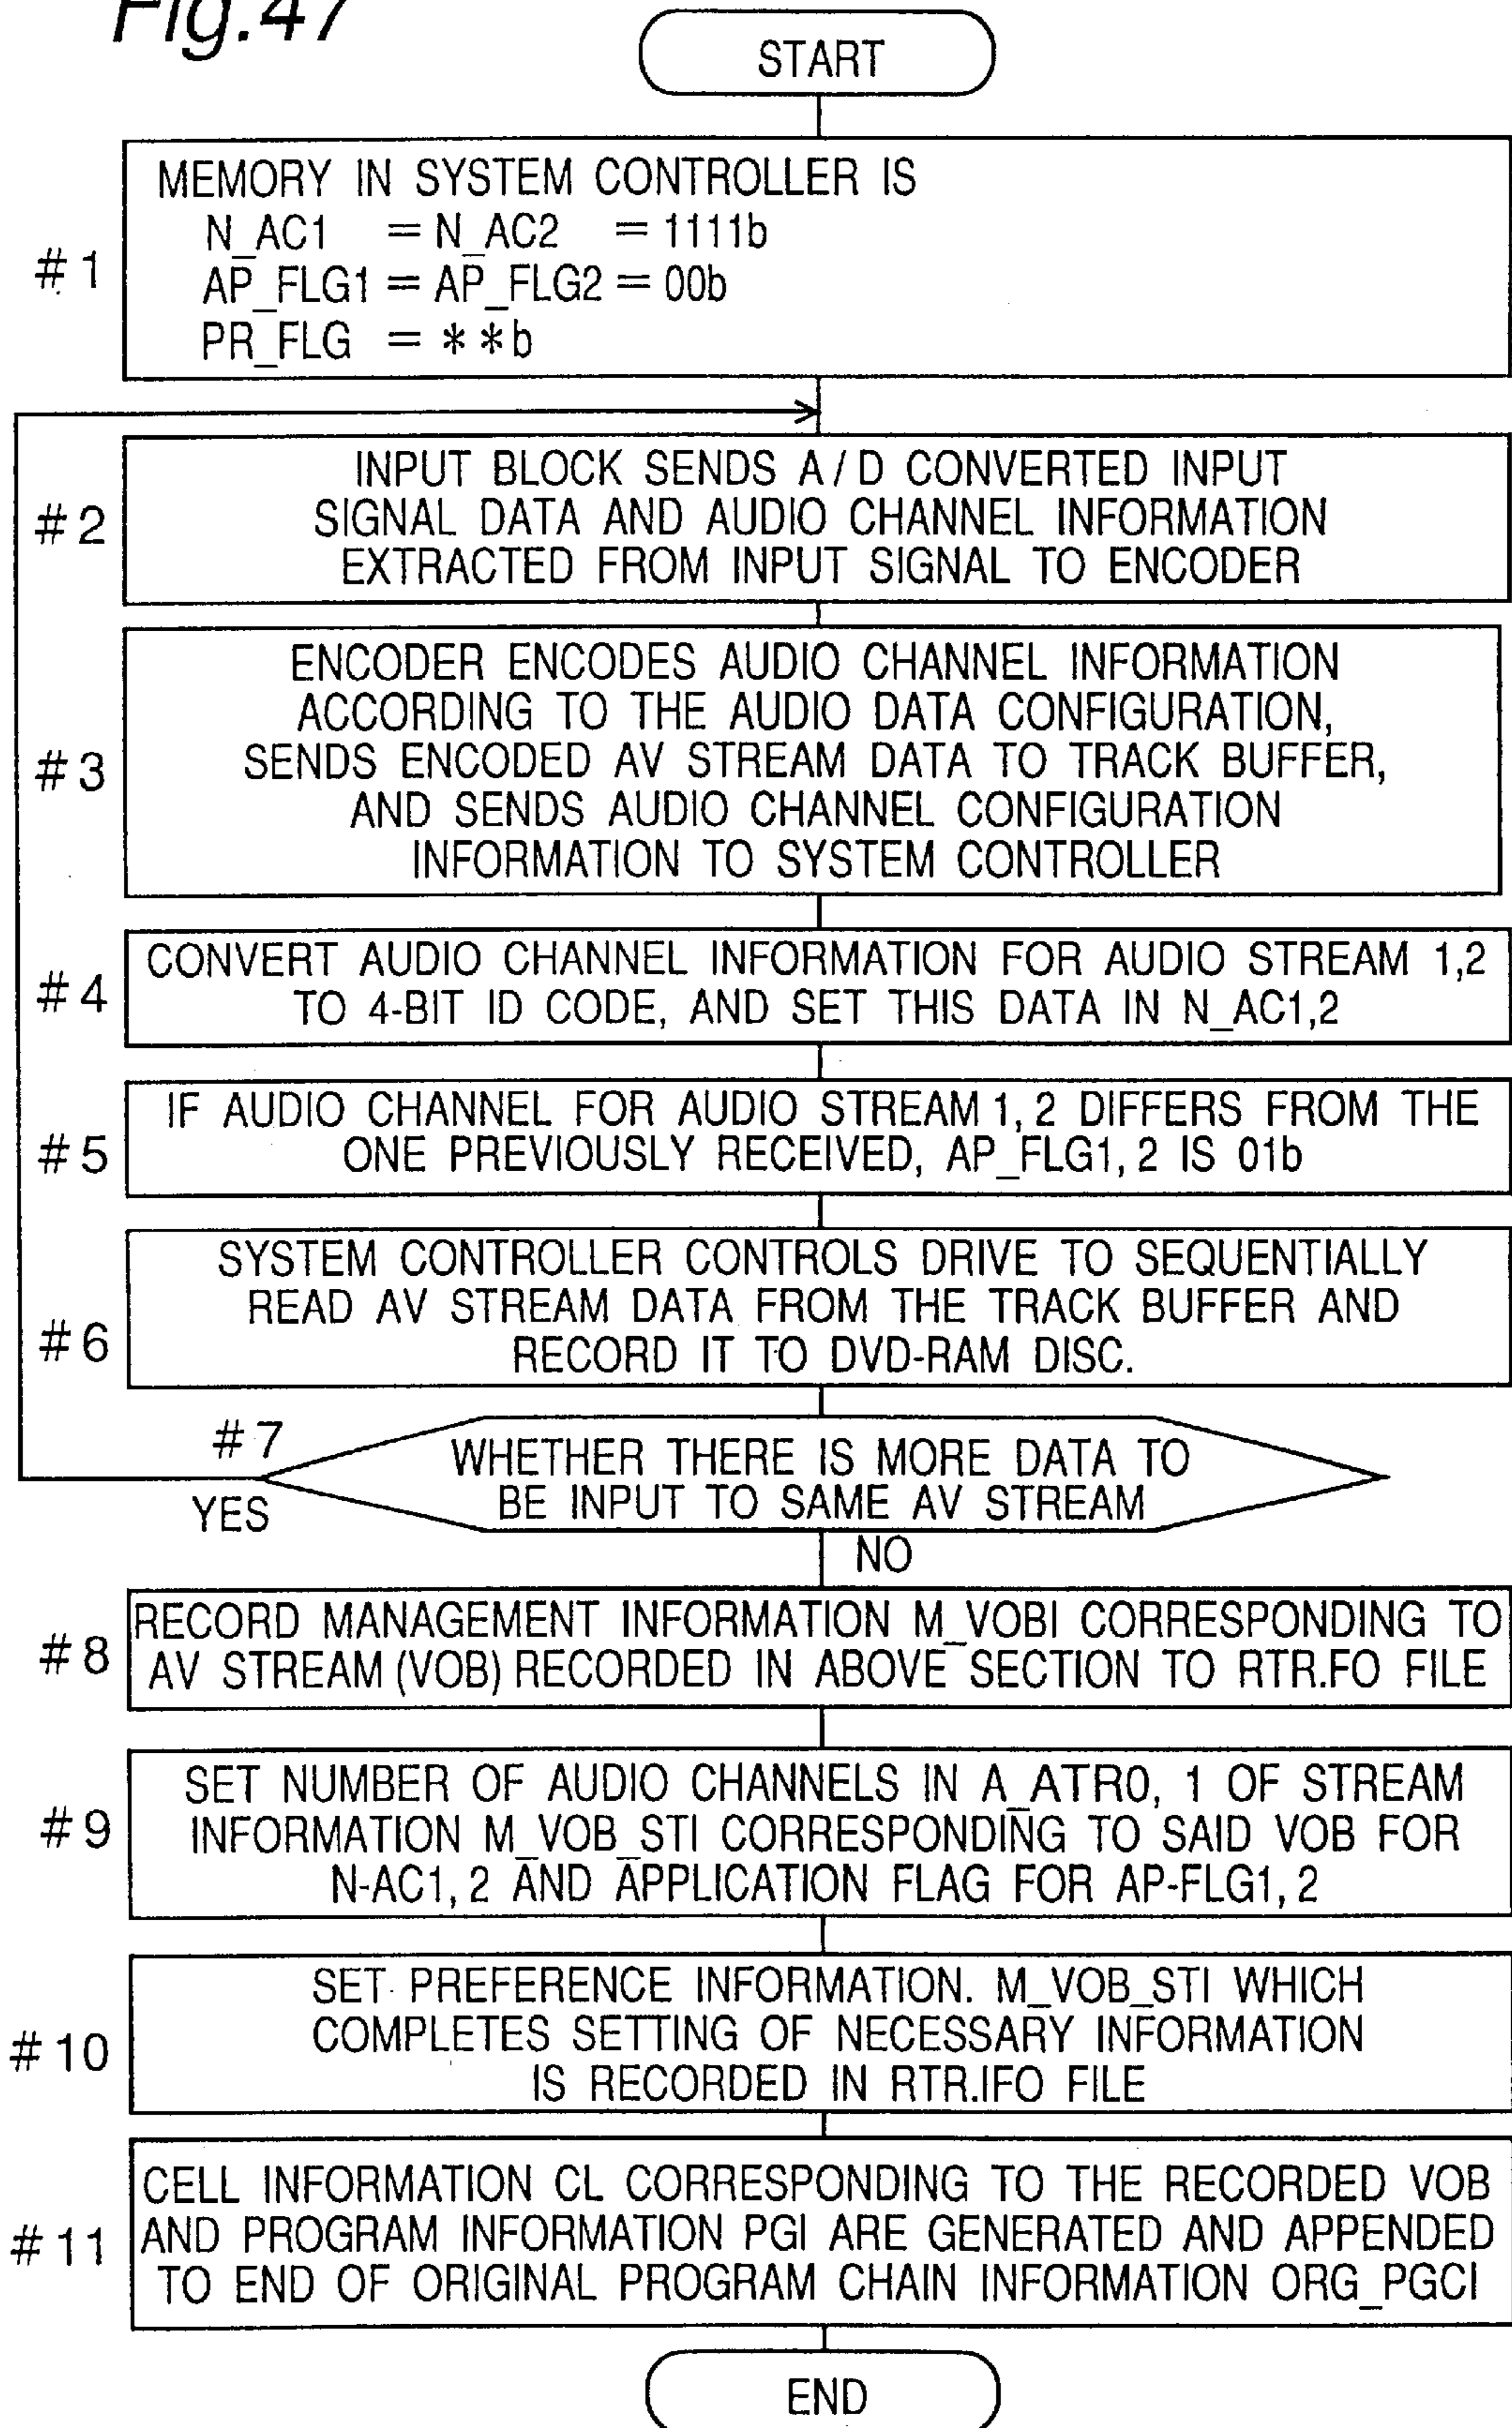 Fig.47
START
#1
MEMORY IN SYSTEM CONTROLLER IS
N_AC1 = N_AC2 = 1111b
AP_FLG1 = AP_FLG2 = 00b
PR_FLG = **b
#2
INPUT BLOCK SENDS A/D CONVERTED INPUT
SIGNAL DATA AND AUDIO CHANNEL INFORMATION
EXTRACTED FROM INPUT SIGNAL TO ENCODER
#3
ENCODER ENCODES AUDIO CHANNEL INFORMATION
ACCORDING TO THE AUDIO DATA CONFIGURATION,
SENDS ENCODED AV STREAM DATA TO TRACK BUFFER,
AND SENDS AUDIO CHANNEL CONFIGURATION
INFORMATION TO SYSTEM CONTROLLER
#4
CONVERT AUDIO CHANNEL INFORMATION FOR AUDIO STREAM 1,2
TO 4-BIT ID CODE, AND SET THIS DATA IN N_AC1,2
#5
IF AUDIO CHANNEL FOR AUDIO STREAM 1, 2 DIFFERS FROM THE
ONE PREVIOUSLY RECEIVED, AP_FLG1, 2 IS 01b
#6
SYSTEM CONTROLLER CONTROLS DRIVE TO SEQUENTIALLY
READ AV STREAM DATA FROM THE TRACK BUFFER AND
RECORD IT TO DVD-RAM DISC.
#7
WHETHER THERE IS MORE DATA TO
BE INPUT TO SAME AV STREAM
YES
NO
#8
RECORD MANAGEMENT INFORMATION M_VOBI CORRESPONDING TO
AV STREAM (VOB) RECORDED IN ABOVE SECTION TO RTR.FO FILE
#9
SET NUMBER OF AUDIO CHANNELS IN A_ATR0, 1 OF STREAM
INFORMATION M_VOB_STI CORRESPONDING TO SAID VOB FOR
N-AC1, 2 AND APPLICATION FLAG FOR AP-FLG1, 2
#10
SET PREFERENCE INFORMATION. M_VOB_STI WHICH
COMPLETES SETTING OF NECESSARY INFORMATION
IS RECORDED IN RTR.IFO FILE
#11
CELL INFORMATION CL CORRESPONDING TO THE RECORDED VOB
AND PROGRAM INFORMATION PGI ARE GENERATED AND APPENDED
TO END OF ORIGINAL PROGRAM CHAIN INFORMATION ORG_PGCI
END